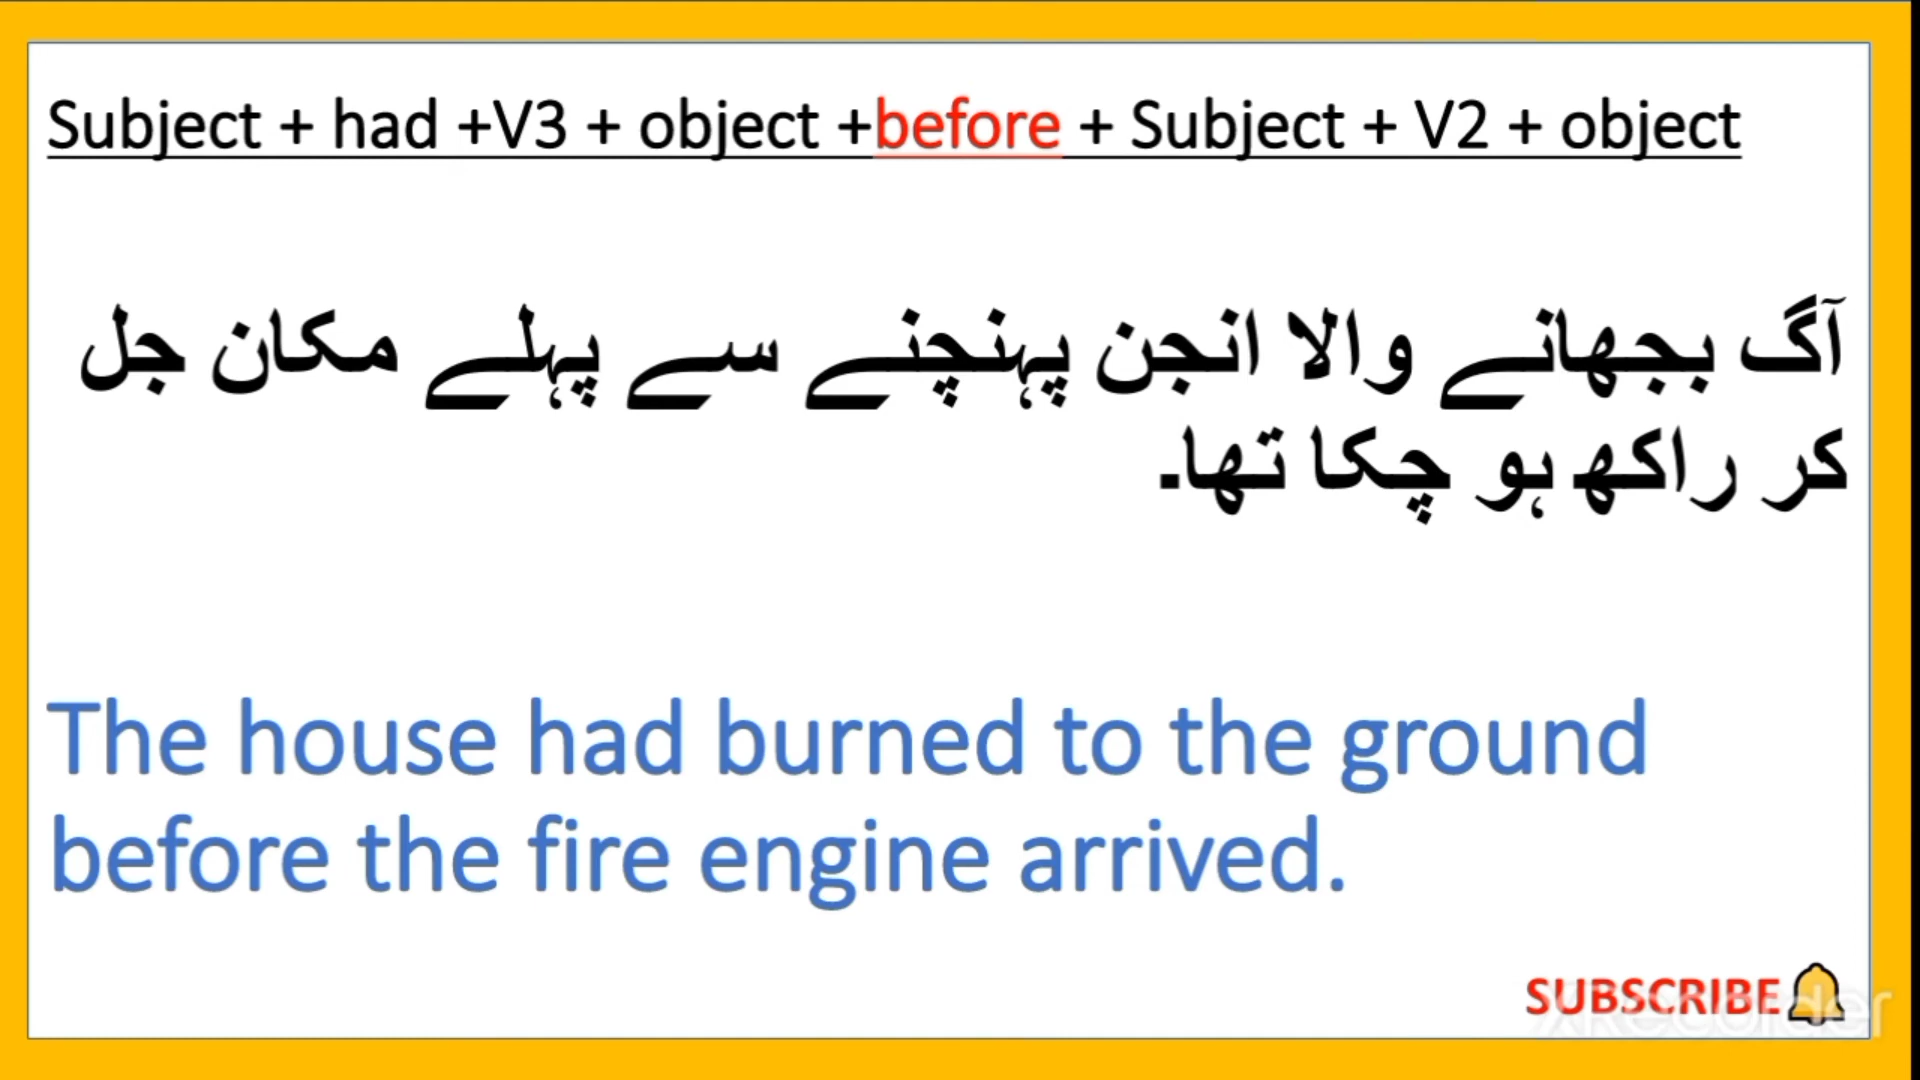 Subject + had +V3 + object +before + Subject + V2 + object
آگ بجھانے والا انجن پہنچنے سے پہلے مکان جل
کر راکھ ہو چکا تھا۔
The house had burned to the ground
before the fire engine arrived.
SUBSCRIBE
XRecorder